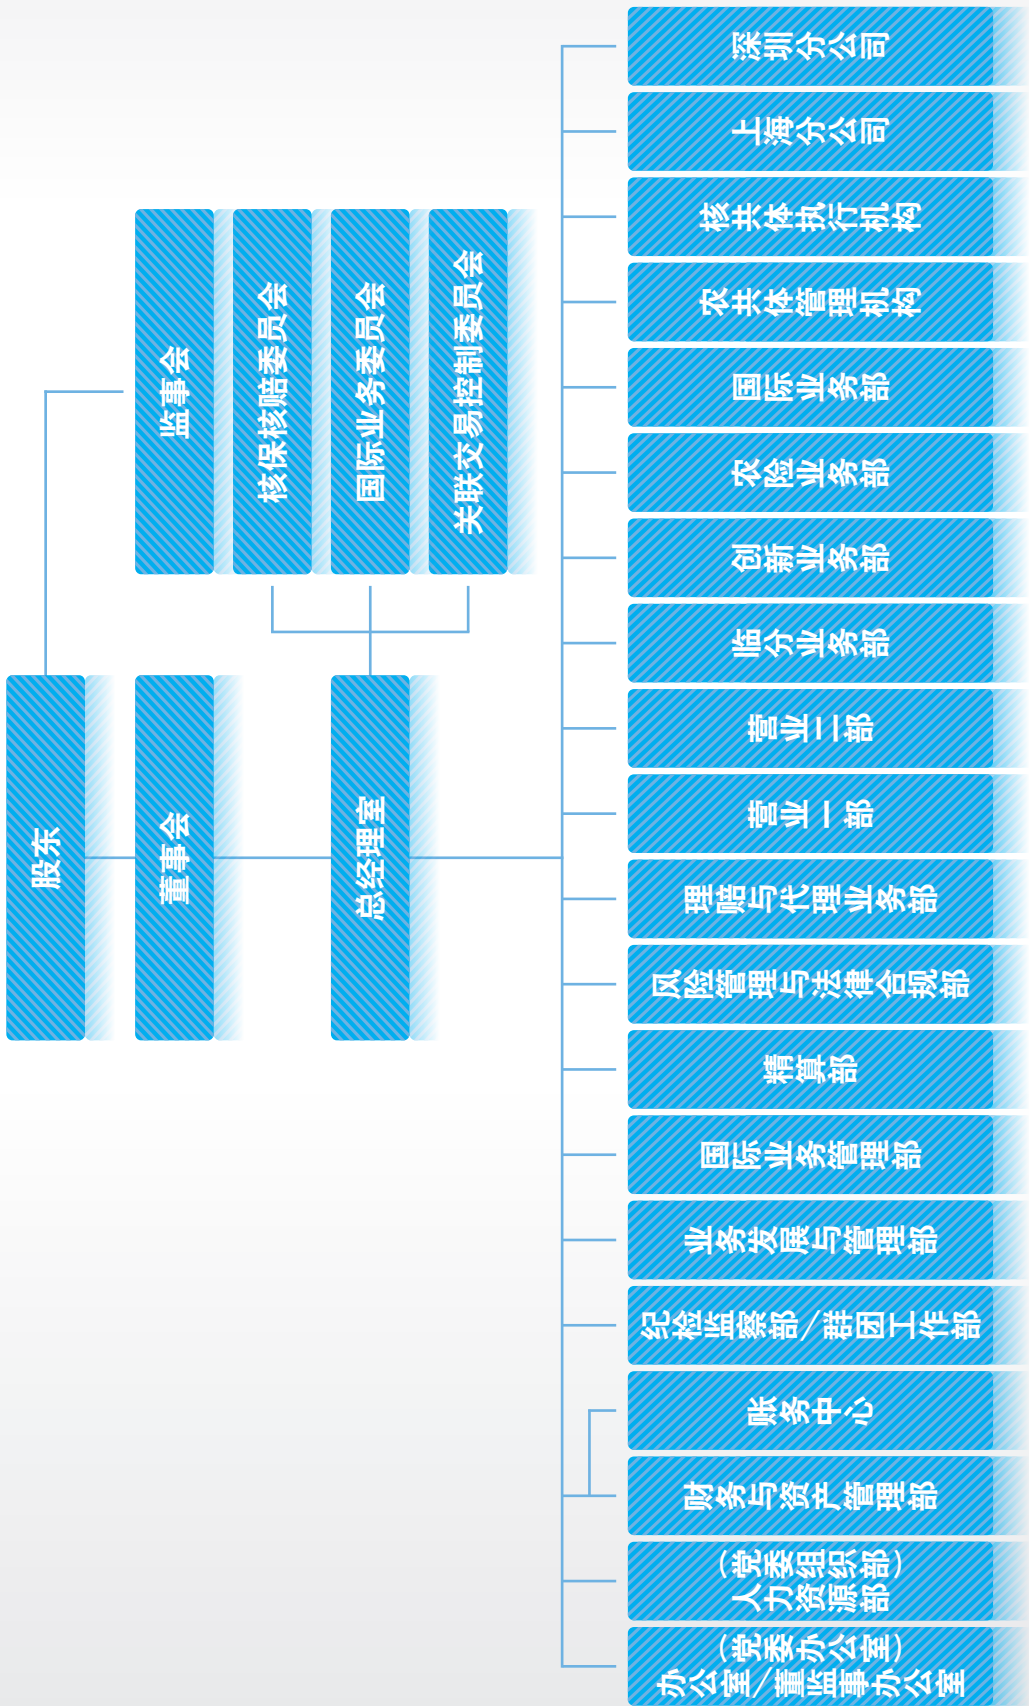 股东
董事会
总经理室
监事会
核保核赔委员会
国际业务委员会
关联交易控制委员会
深圳分公司
上海分公司
核共体执行机构
农共体管理机构
国际业务部
农险业务部
创新业务部
临分业务部
营业二部
营业一部
理赔与代理业务部
风险管理与法律合规部
精算部
国际业务管理部
业务发展与管理部
纪检监察部/群团工作部
账务中心
财务与资产管理部
（党委组织部）
人力资源部
（党委办公室）
办公室/董监事办公室